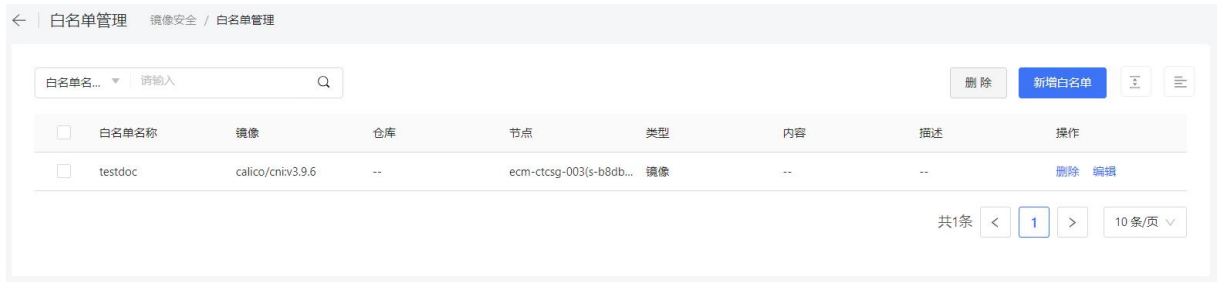 ← 白名单管理 镜像安全 / 白名单管理
白名单名... 请输入 删 除 新增白名单
白名单名称 镜像 仓库 节点 类型 内容 描述 操作
testdoc calico/cni:v3.9.6 -- ecm-ctcsg-003(s-b8db... 镜像 -- -- 删除 编辑
共1条 < 1 > 10 条/页